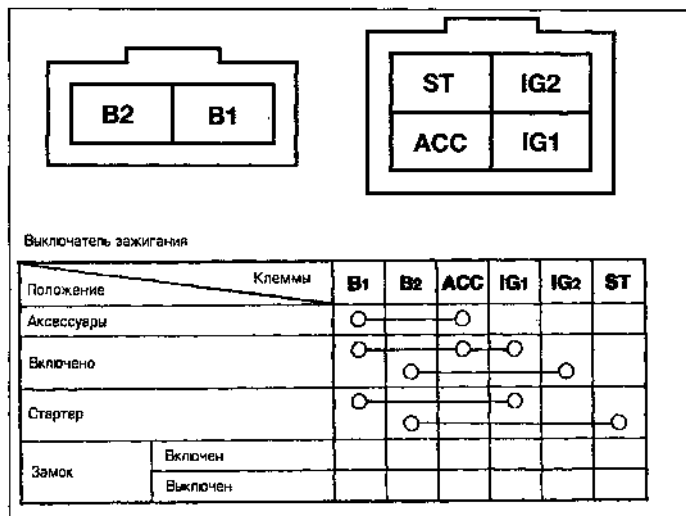 ST IG2
B2 B1
ACC IG1
Выключатель зажигания
Клеммы B1 B2 ACC IG1 IG2 ST
Положение
Аксессуары
Включено
Стартер
Замок
Включен
Выключен